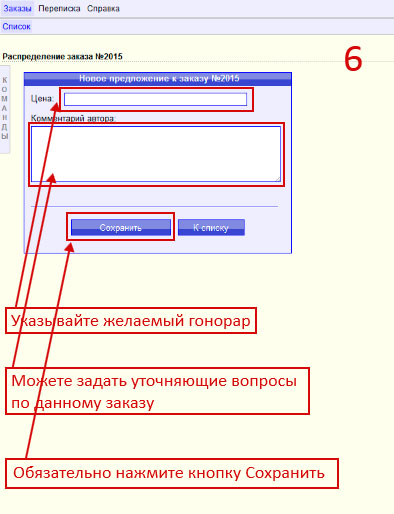 Заказы Переписка Справка
Список
6
Распределение заказа №2015
КОМАНДЫ
Новое предложение к заказу №2015
Цена:
Комментарий автора:
Сохранить К списку
Указывайте желаемый гонорар
Можете задать уточняющие вопросы
по данному заказу
Обязательно нажмите кнопку Сохранить